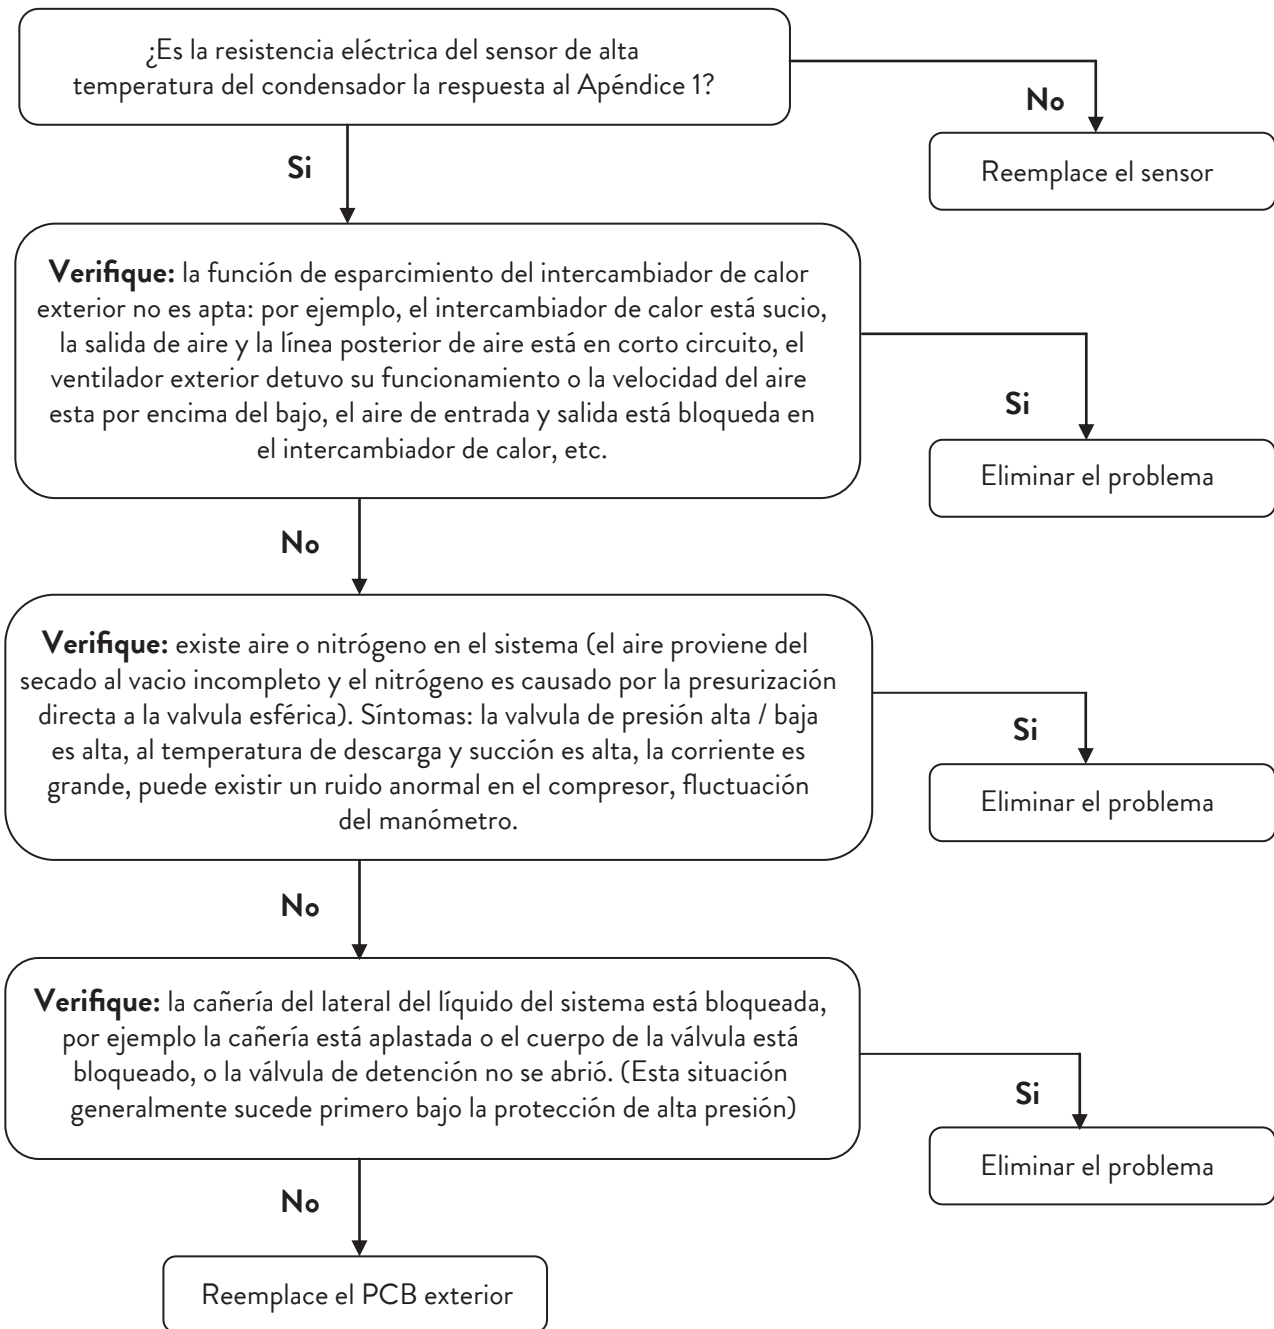 ¿Es la resistencia eléctrica del sensor de alta
temperatura del condensador la respuesta al Apéndice 1?
No
Si
Reemplace el sensor
Verifique: la función de esparcimiento del intercambiador de calor
exterior no es apta: por ejemplo, el intercambiador de calor está sucio,
la salida de aire y la línea posterior de aire está en corto circuito, el
ventilador exterior detuvo su funcionamiento o la velocidad del aire
esta por encima del bajo, el aire de entrada y salida está bloqueda en
el intercambiador de calor, etc.
Si
Eliminar el problema
No
Verifique: existe aire o nitrógeno en el sistema (el aire proviene del
secado al vacio incompleto y el nitrógeno es causado por la presurización
directa a la valvula esférica). Síntomas: la valvula de presión alta / baja
es alta, al temperatura de descarga y succión es alta, la corriente es
grande, puede existir un ruido anormal en el compresor, fluctuación
del manómetro.
Si
Eliminar el problema
No
Verifique: la cañería del lateral del líquido del sistema está bloqueada,
por ejemplo la cañería está aplastada o el cuerpo de la válvula está
bloqueado, o la válvula de detención no se abrió. (Esta situación
generalmente sucede primero bajo la protección de alta presión)
Si
Eliminar el problema
No
Reemplace el PCB exterior